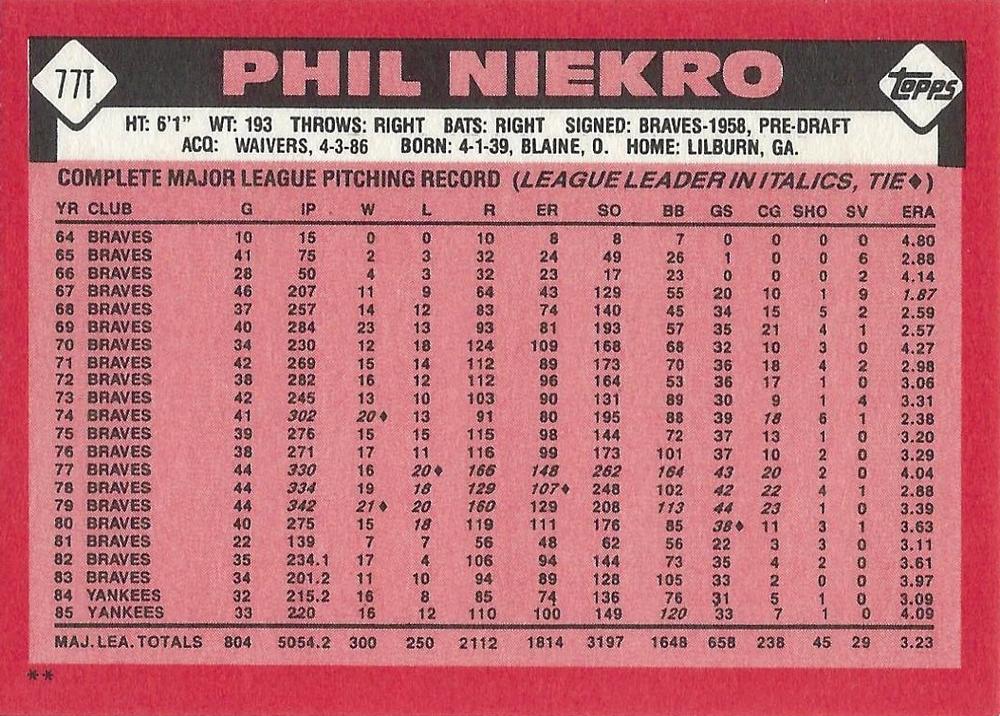 77T PHIL NIEKRO Topps
HT: 6'1" WT: 193 THROWS: RIGHT BATS: RIGHT SIGNED: BRAVES-1958, PRE-DRAFT
ACQ: WAIVERS, 4-3-86 BORN: 4-1-39, BLAINE, O. HOME: LILBURN, GA.
COMPLETE MAJOR LEAGUE PITCHING RECORD (LEAGUE LEADER IN ITALICS, TIE♦)
YR CLUB G IP W L R ER SO BB GS CG SHO SV ERA
64 BRAVES 10 15 0 0 10 8 8 7 0 0 0 0 4.80
65 BRAVES 41 75 2 3 32 24 49 26 1 0 0 6 2.88
66 BRAVES 28 50 4 3 32 23 17 23 0 0 0 2 4.14
67 BRAVES 46 207 11 9 64 43 129 55 20 10 1 9 1.87
68 BRAVES 37 257 14 12 83 74 140 45 34 15 5 2 2.59
69 BRAVES 40 284 23 13 93 81 193 57 35 21 4 1 2.57
70 BRAVES 34 230 12 18 124 109 168 68 32 10 3 0 4.27
71 BRAVES 42 269 15 14 112 89 173 70 36 18 4 2 2.98
72 BRAVES 38 282 16 12 112 96 164 53 36 17 1 0 3.06
73 BRAVES 42 245 13 10 103 90 131 89 30 9 1 4 3.31
74 BRAVES 41 302 20♦ 13 91 80 195 88 39 18 6 1 2.38
75 BRAVES 39 276 15 15 115 98 144 72 37 13 1 0 3.20
76 BRAVES 38 271 17 11 116 99 173 101 37 10 2 0 3.29
77 BRAVES 44 330 16 20♦ 166 148 262 164 43 20 2 0 4.04
78 BRAVES 44 334 19 18 129 107♦ 248 102 42 22 4 1 2.88
79 BRAVES 44 342 21♦ 20 160 129 208 113 44 23 1 0 3.39
80 BRAVES 40 275 15 18 119 111 176 85 38♦ 11 3 1 3.63
81 BRAVES 22 139 7 7 56 48 62 56 22 3 3 0 3.11
82 BRAVES 35 234.1 17 4 106 94 144 73 35 4 2 0 3.61
83 BRAVES 34 201.2 11 10 94 89 128 105 33 2 0 0 3.97
84 YANKEES 32 215.2 16 8 85 74 136 76 31 5 1 0 3.09
85 YANKEES 33 220 16 12 110 100 149 120 33 7 1 0 4.09
MAJ. LEA. TOTALS 804 5054.2 300 250 2112 1814 3197 1648 658 238 45 29 3.23
**